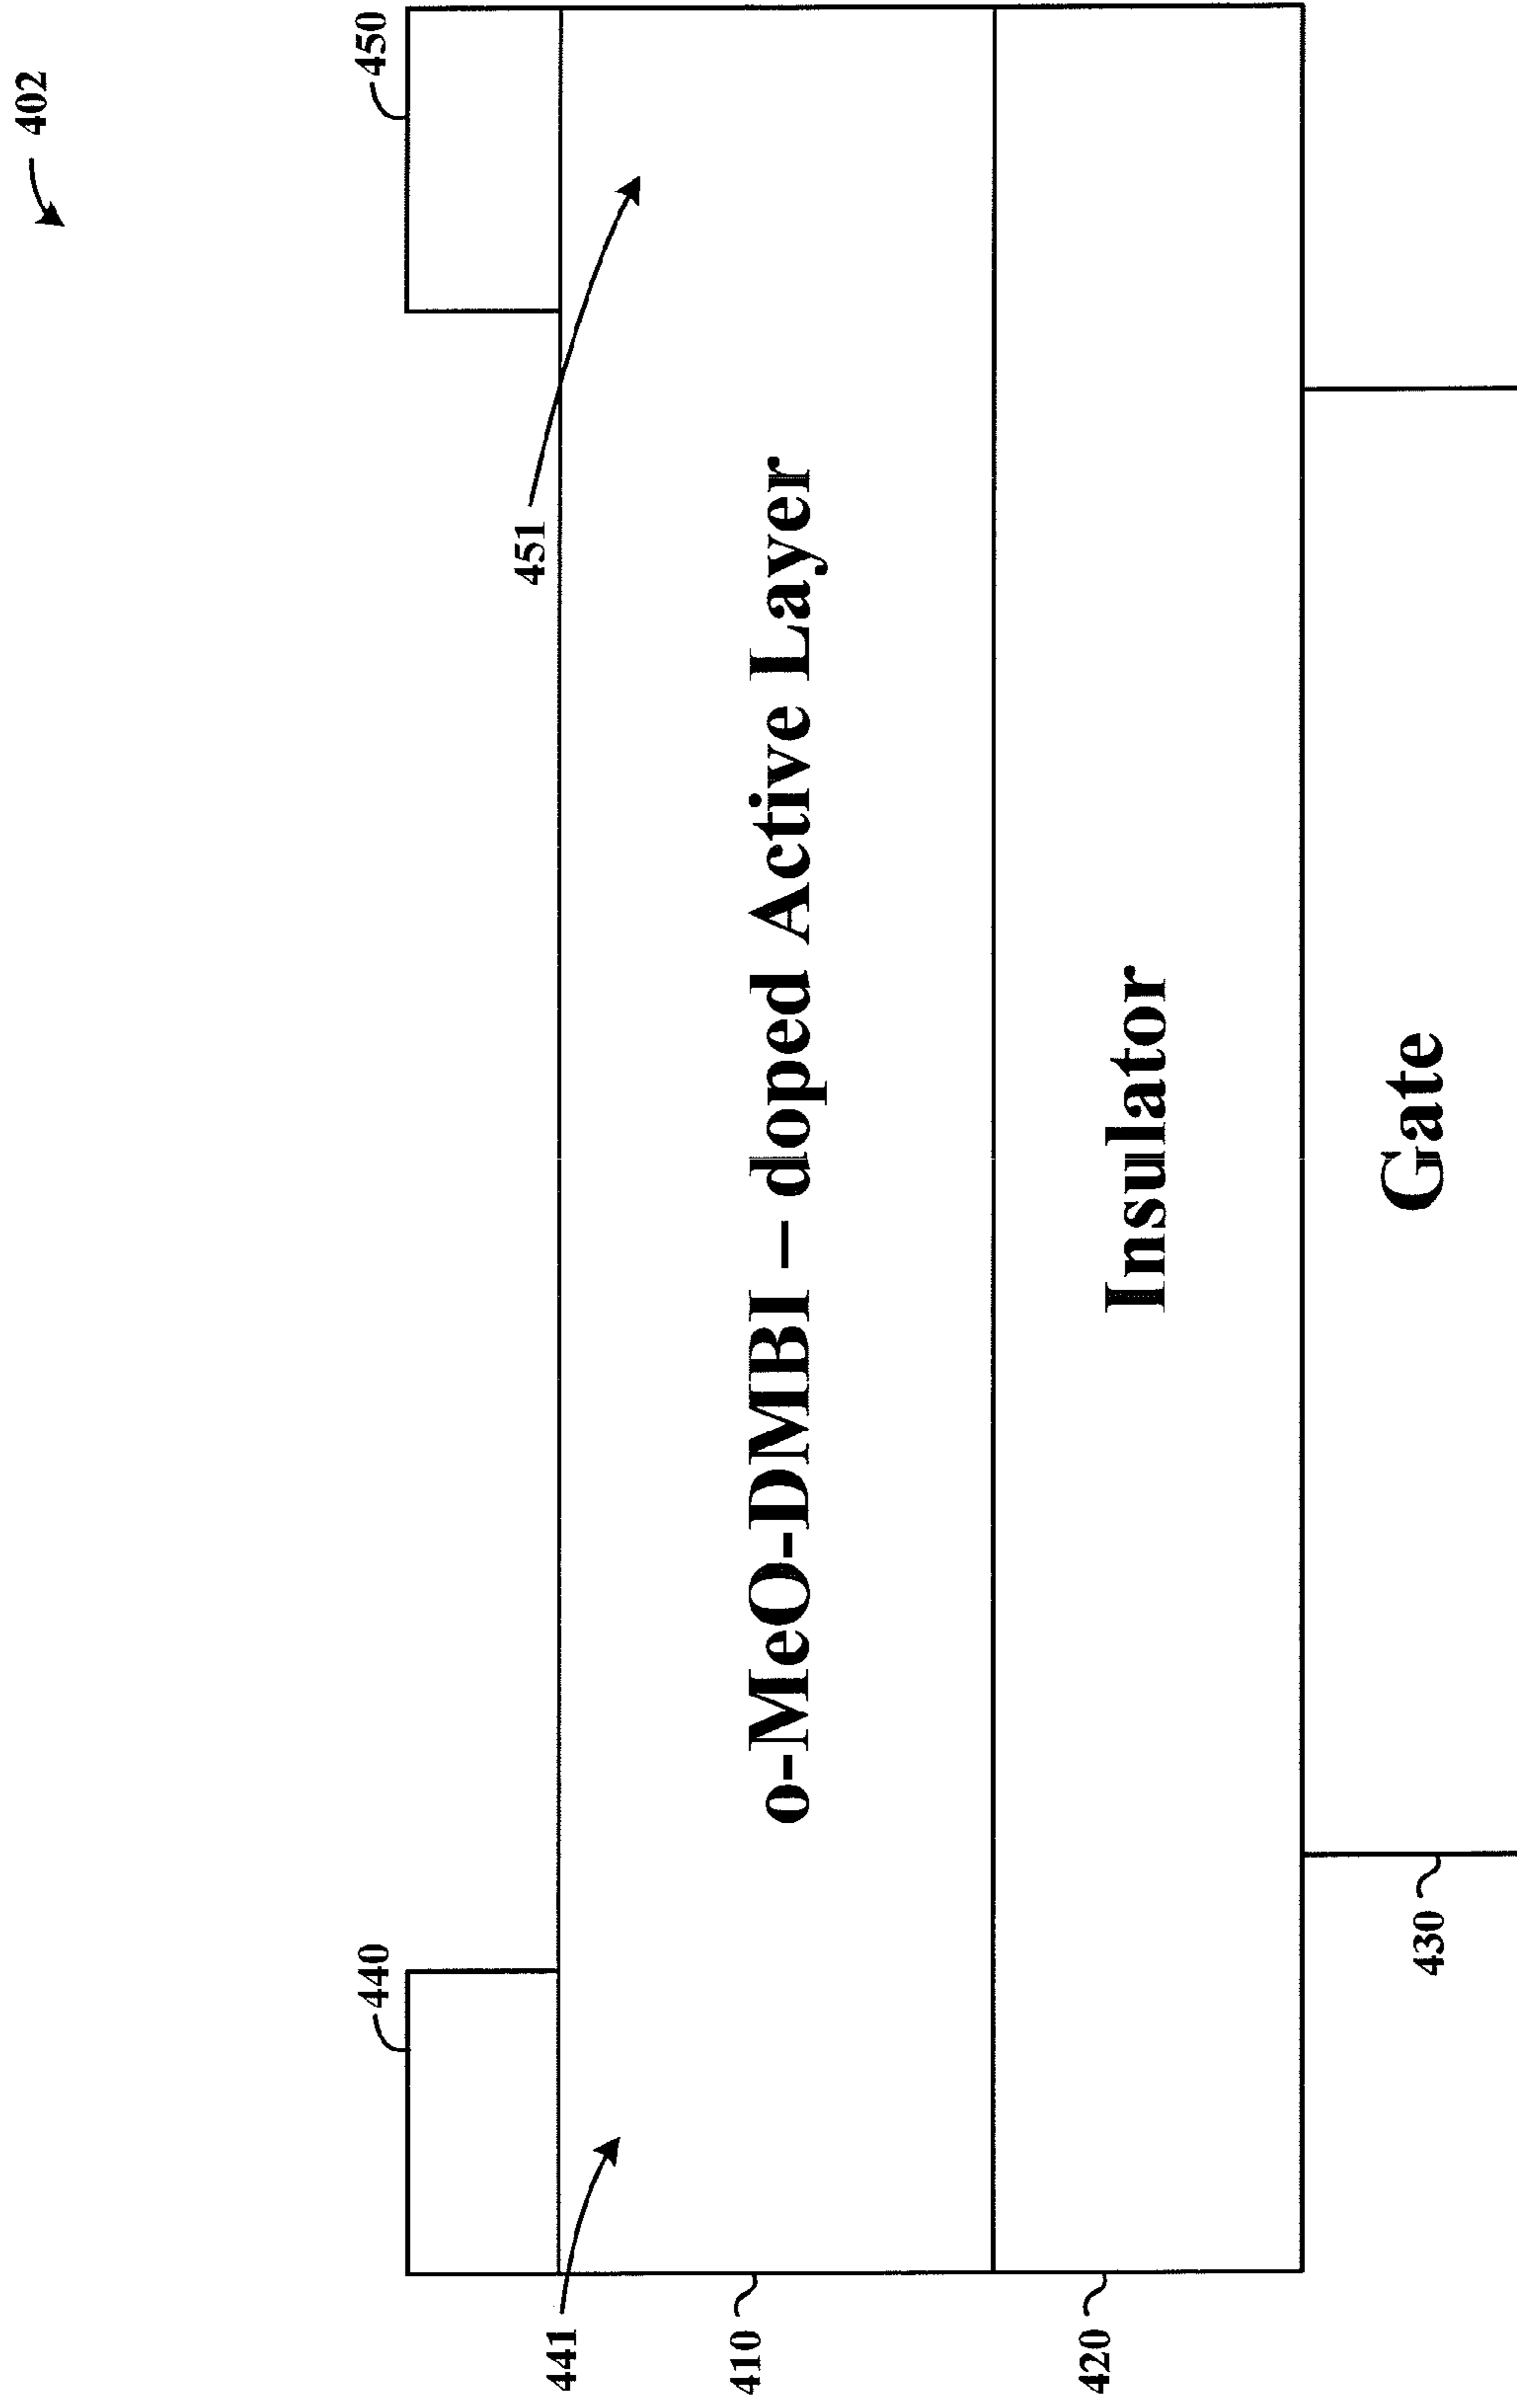 402
440
450
451
441
o-MeO-DMBI – doped Active Layer
410
Insulator
420
Gate
430